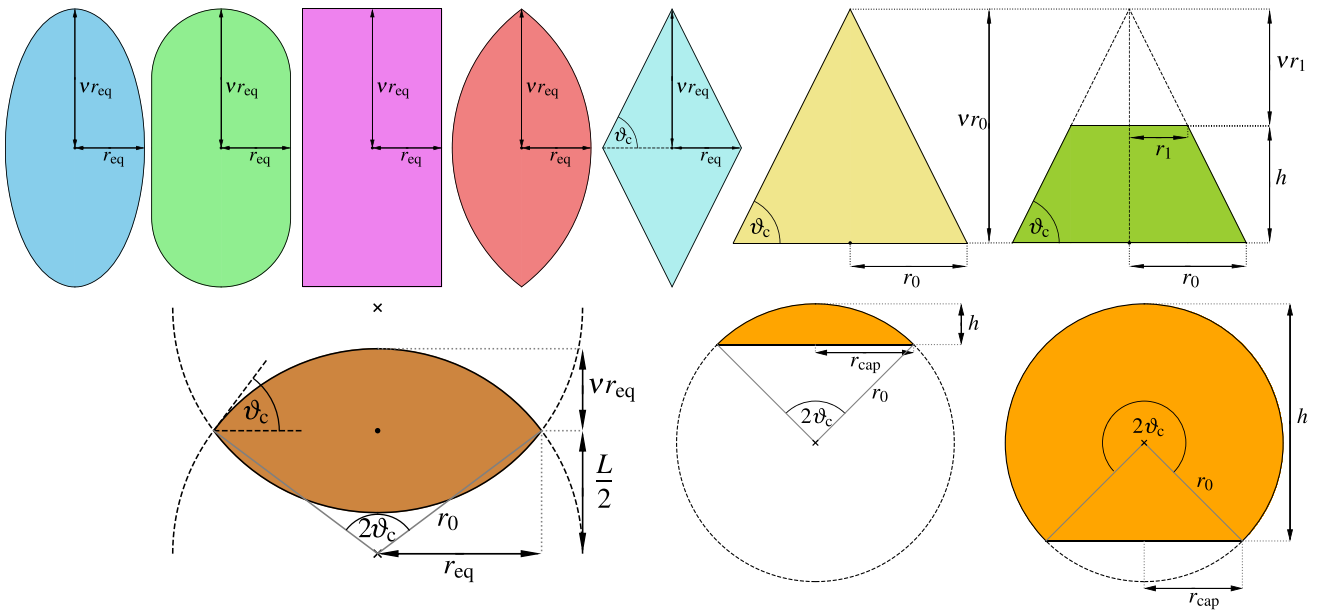 νr_eq
r_eq
νr_eq
r_eq
νr_eq
r_eq
νr_eq
r_eq
νr_eq
ϑ_c
r_eq
νr_0
ϑ_c
r_0
νr_1
r_1
h
ϑ_c
r_0
ϑ_c
νr_eq
L/2
2ϑ_c
r_0
r_eq
h
r_cap
r_0
2ϑ_c
2ϑ_c
r_0
h
r_cap